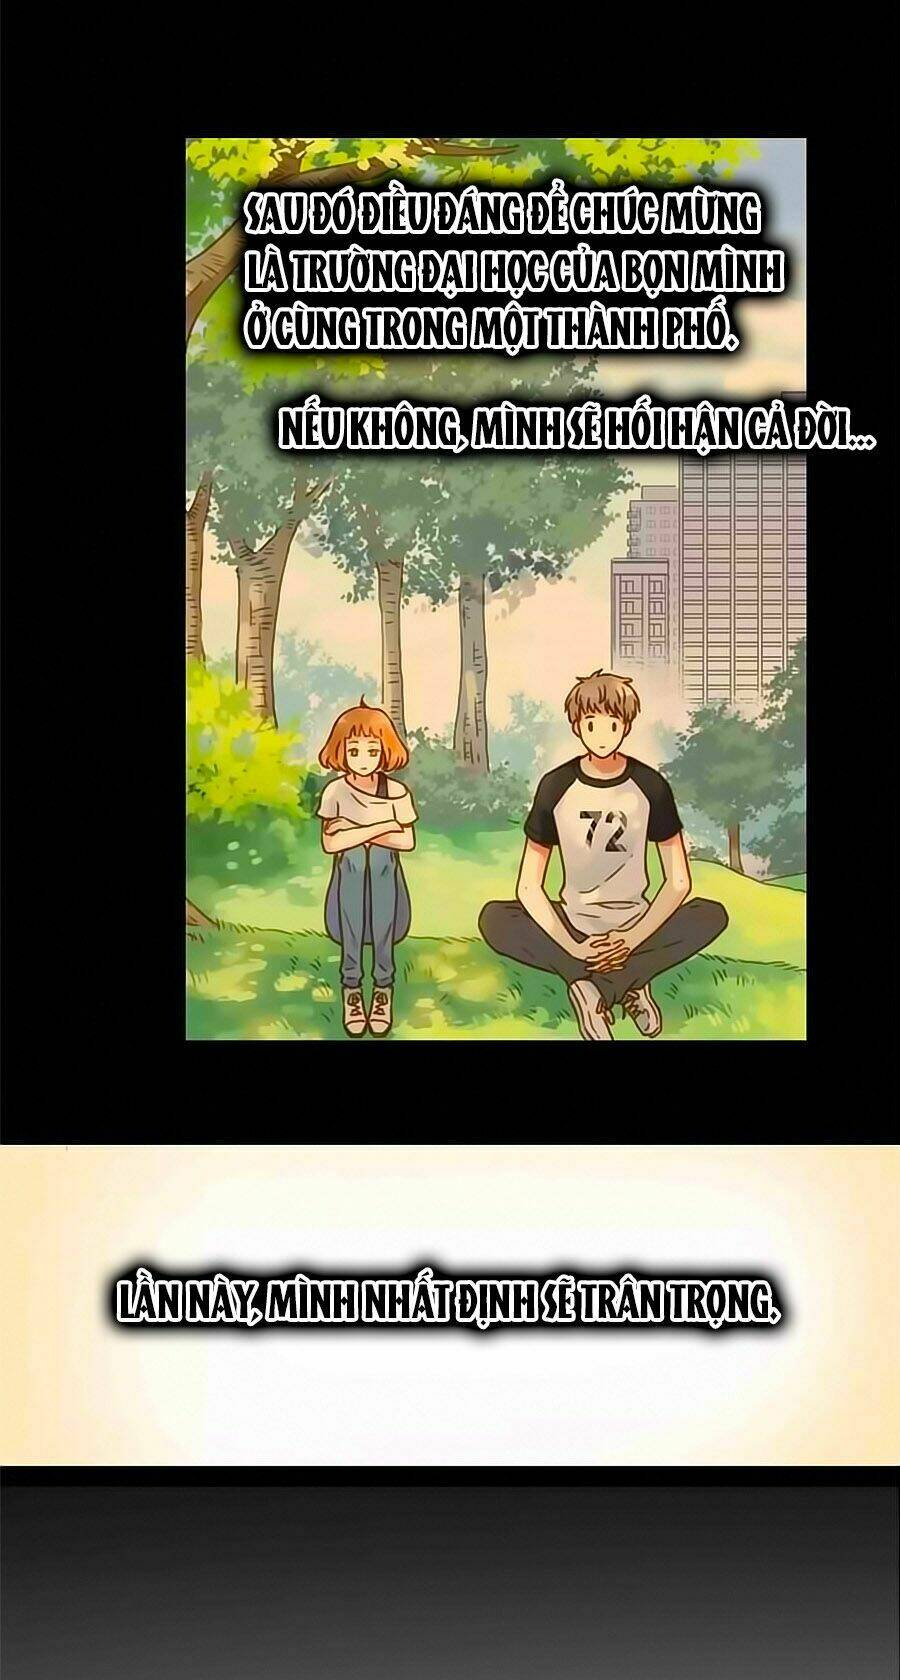 SAU ĐÓ ĐIỀU ĐÁNG ĐỂ CHÚC MỪNG
LÀ TRƯỜNG ĐẠI HỌC CỦA BỌN MÌNH
Ở CÙNG TRONG MỘT THÀNH PHỐ.
NẾU KHÔNG, MÌNH SẼ HỐI HẬN CẢ ĐỜI...
72
LẦN NÀY, MÌNH NHẤT ĐỊNH SẼ TRÂN TRỌNG.